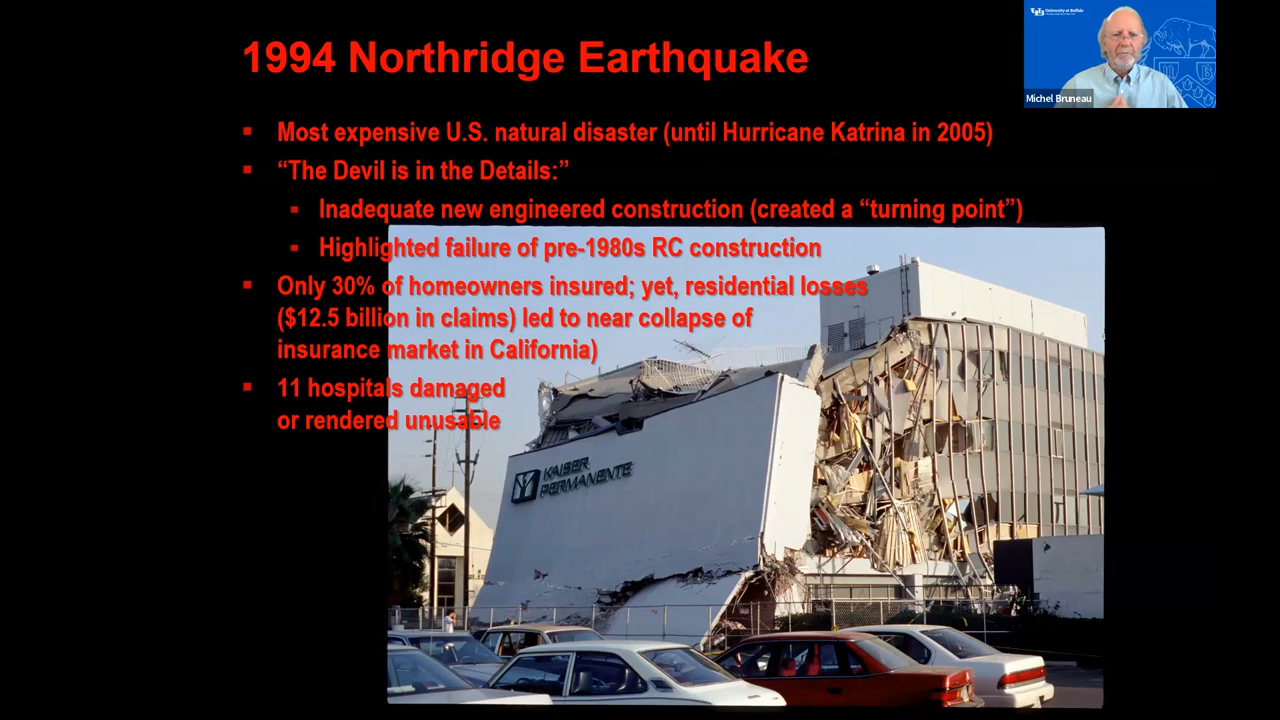 1994 Northridge Earthquake
University at Buffalo
Michel Bruneau
▪ Most expensive U.S. natural disaster (until Hurricane Katrina in 2005)
▪ “The Devil is in the Details:”
▪ Inadequate new engineered construction (created a “turning point”)
▪ Highlighted failure of pre-1980s RC construction
▪ Only 30% of homeowners insured; yet, residential losses
($12.5 billion in claims) led to near collapse of
insurance market in California)
▪ 11 hospitals damaged
or rendered unusable
KAISER
PERMANENTE